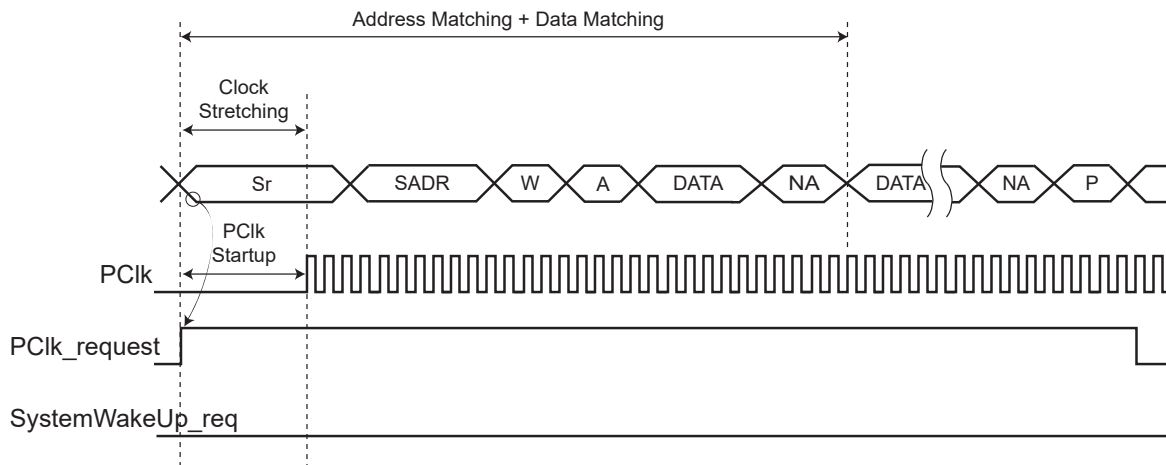 Address Matching + Data Matching
Clock
Stretching
Sr SADR W A DATA NA DATA NA P
PClk
Startup
PClk
PClk_request
SystemWakeUp_req